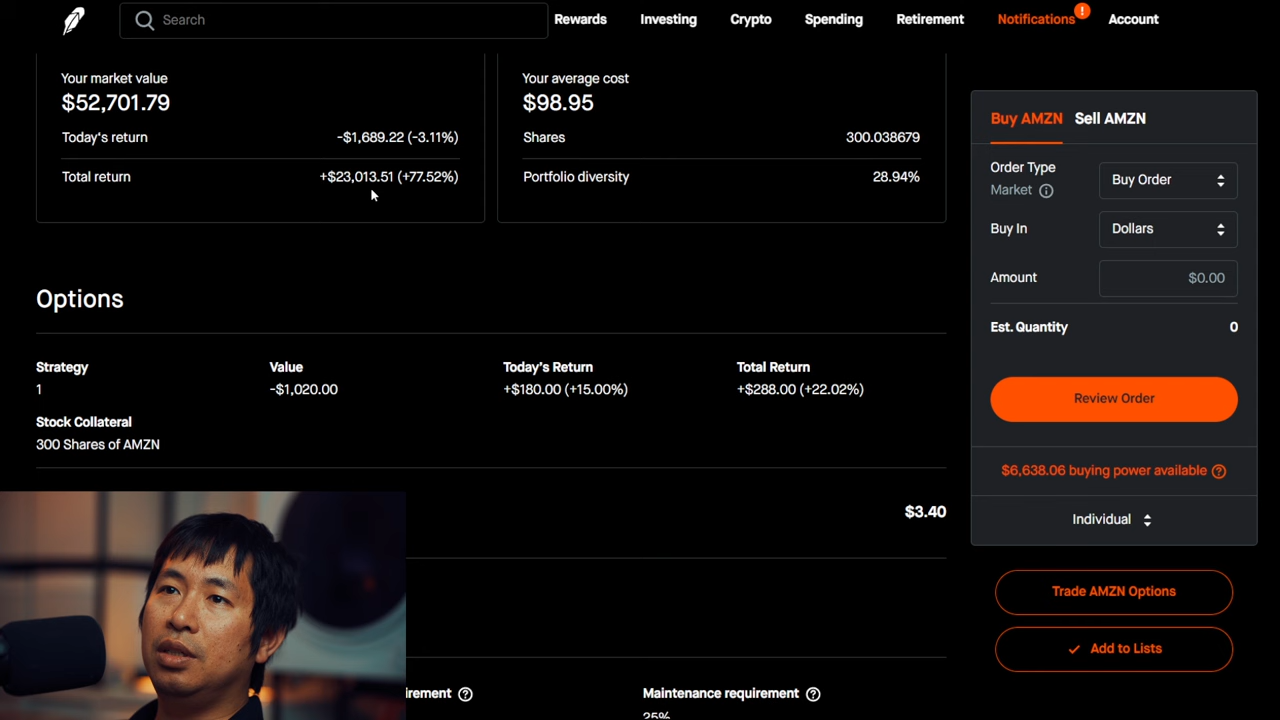 Search
Rewards
Investing
Crypto
Spending
Retirement
Notifications
!
Account
Your market value
$52,701.79
Today's return
-$1,689.22 (-3.11%)
Total return
+$23,013.51 (+77.52%)
Your average cost
$98.95
Shares
300.038679
Portfolio diversity
28.94%
Buy AMZN
Sell AMZN
Order Type
Market
Buy Order
Buy In
Dollars
Amount
$0.00
Est. Quantity
0
Review Order
$6,638.06 buying power available
Individual
Trade AMZN Options
Add to Lists
Options
Strategy
Value
Today's Return
Total Return
1
-$1,020.00
+$180.00 (+15.00%)
+$288.00 (+22.02%)
Stock Collateral
300 Shares of AMZN
$3.40
Maintenance requirement
25%